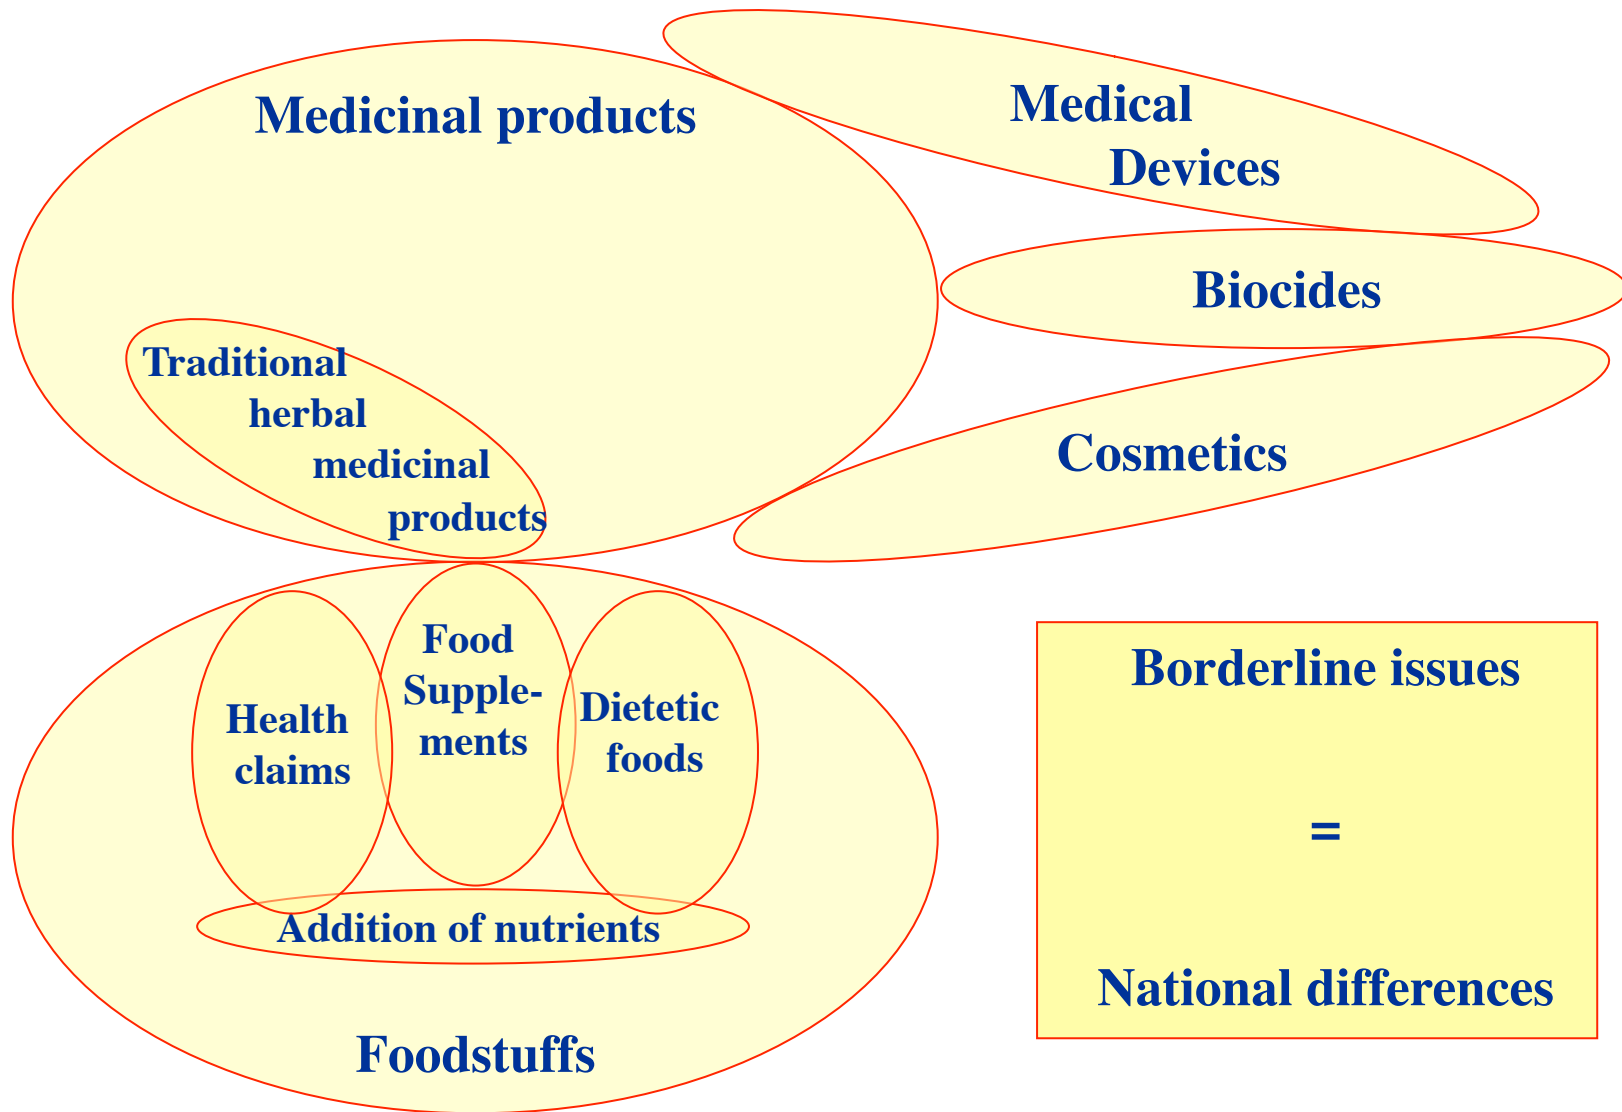 Medicinal products
Medical
Devices
Biocides
Traditional
herbal
medicinal
products
Cosmetics
Food
Supple-
ments
Health
claims
Dietetic
foods
Addition of nutrients
Foodstuffs
Borderline issues
=
National differences